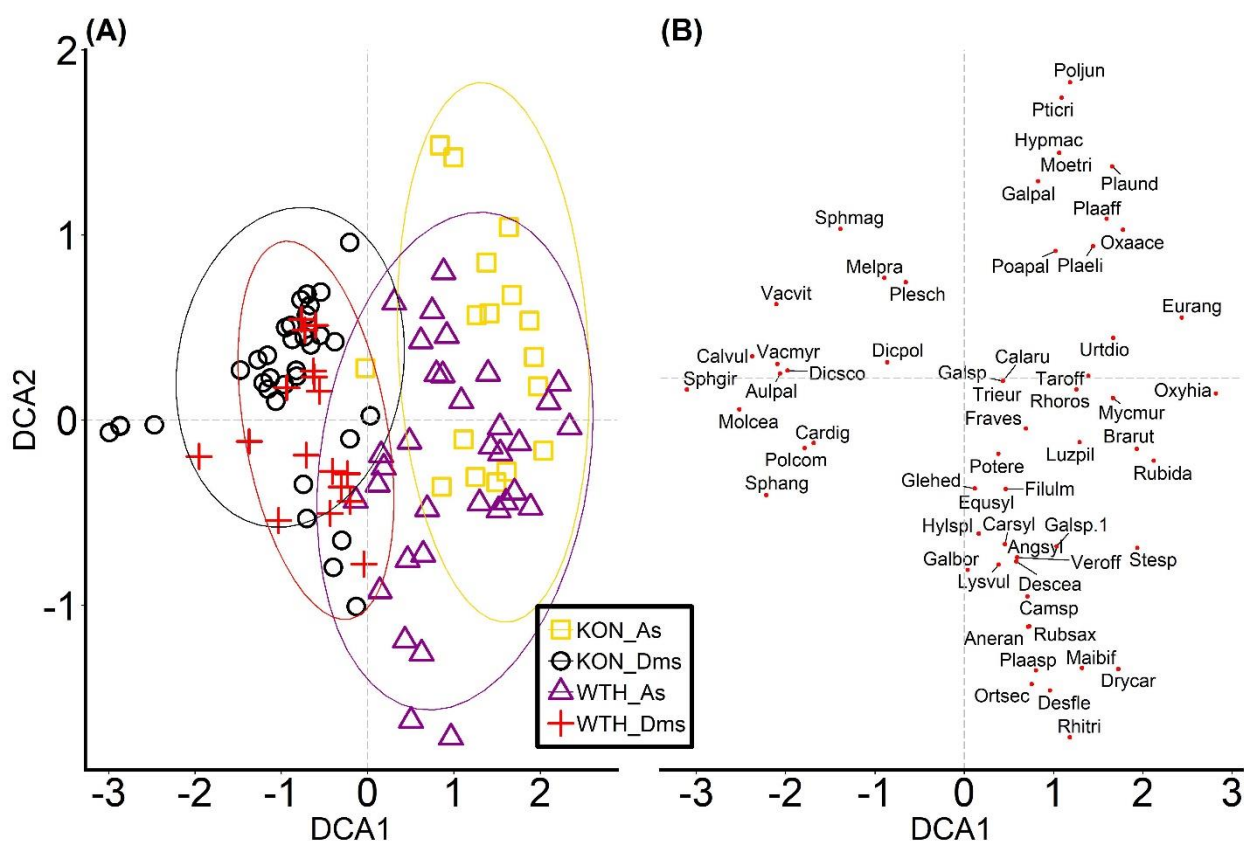 (A)
2
1
0
-1
DCA2
-3 -2 -1 0 1 2
DCA1
KON_As
KON_Dms
WTH_As
WTH_Dms
(B)
Poljun
Pticri
Hypmac
Moetri
Plaund
Galpal
Plaaff
Sphmag
Oxaace
Poapal Plaeli
Melpra
Plesch
Vacvit
Eurang
Urtdio
Calvul Vacmyr Dicpol Calaru
Galsp Taroff
Sphgir Aulpal Dicsco
Trieur Rhoros Oxyhia
Molcea Mycmur
Fraves
Cardig Luzpil Brarut
Polcom
Potere Rubida
Sphang Glehed Filulm
Equsyl
Hylspl Carsyl Galsp.1
Angsyl
Galbor Veroff Stesp
Lysvul
Descea
Camsp
Aneran Rubsax
Plaasp Maibif
Drycar
Ortsec Desfle
Rhitri
-3 -2 -1 0 1 2 3
DCA1